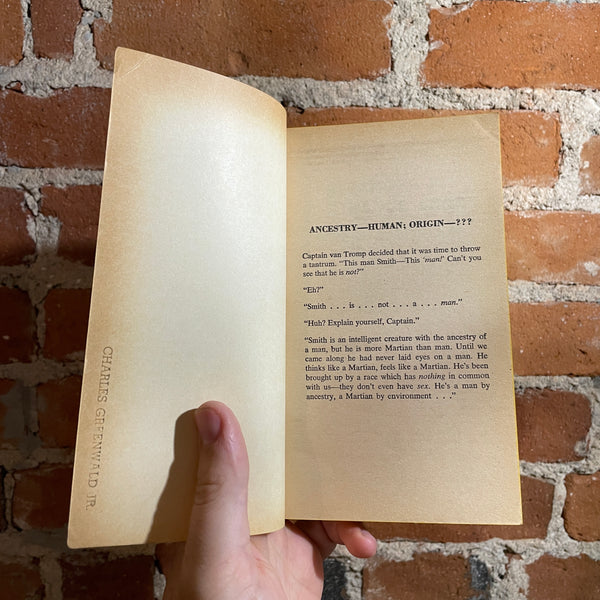 CHARLES GREENWALD JR.
ANCESTRY—HUMAN; ORIGIN—???
Captain van Tromp decided that it was time to throw
a tantrum. "This man Smith—This 'man!' Can't you
see that he is not?"
"Eh?"
"Smith . . . is . . . not . . . a . . . man."
"Huh? Explain yourself, Captain."
"Smith is an intelligent creature with the ancestry of
a man, but he is more Martian than man. Until we
came along he had never laid eyes on a man. He
thinks like a Martian, feels like a Martian. He's been
brought up by a race which has nothing in common
with us—they don't even have sex. He's a man by
ancestry, a Martian by environment . . ."